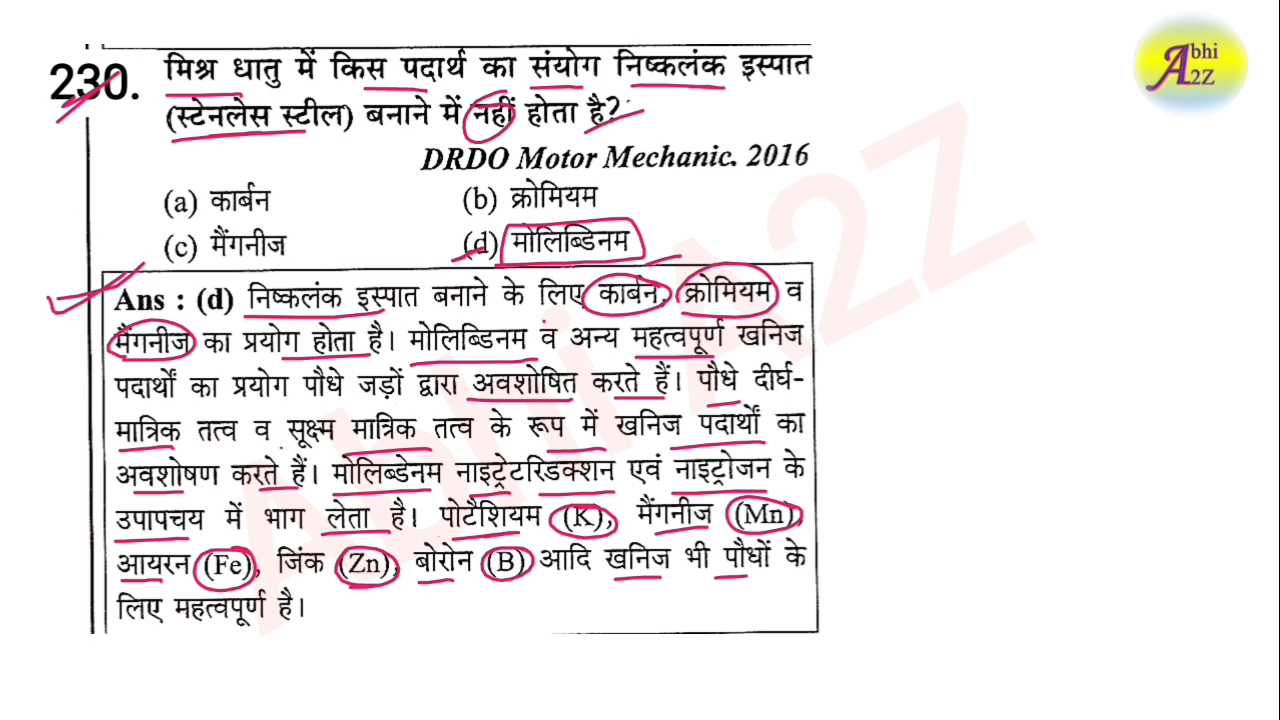 Abhi
A2Z
230. मिश्र धातु में किस पदार्थ का संयोग निष्कलंक इस्पात
(स्टेनलेस स्टील) बनाने में नहीं होता है?
DRDO Motor Mechanic. 2016
(a) कार्बन (b) क्रोमियम
(c) मैंगनीज (d) मोलिब्डिनम
Ans : (d) निष्कलंक इस्पात बनाने के लिए कार्बन, क्रोमियम व
मैंगनीज का प्रयोग होता है। मोलिब्डिनम व अन्य महत्वपूर्ण खनिज
पदार्थों का प्रयोग पौधे जड़ों द्वारा अवशोषित करते हैं। पौधे दीर्घ-
मात्रिक तत्व व सूक्ष्म मात्रिक तत्व के रूप में खनिज पदार्थों का
अवशोषण करते हैं। मोलिब्डेनम नाइट्रेटरिडक्शन एवं नाइट्रोजन के
उपापचय में भाग लेता है। पोटैशियम (K), मैंगनीज (Mn),
आयरन (Fe), जिंक (Zn), बोरोन (B) आदि खनिज भी पौधों के
लिए महत्वपूर्ण है।
Abhi A2Z